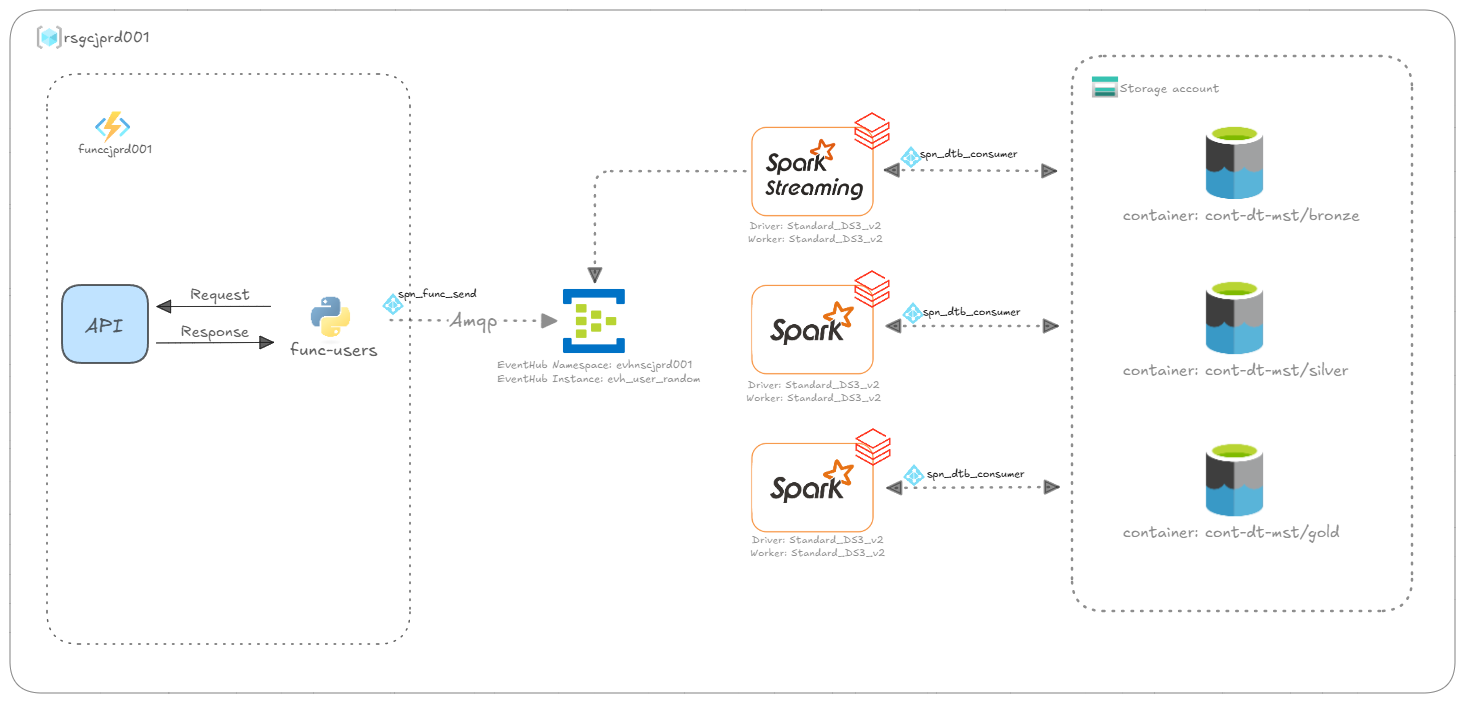 rsgcjprd001
funccjprd001
API
Request
Response
func-users
spn_func_send
Amqp
EventHub Namespace: evhnscjprd001
EventHub Instance: evh_user_random
Spark
Streaming
Driver: Standard_DS3_v2
Worker: Standard_DS3_v2
spn_dtb_consumer
Spark
Driver: Standard_DS3_v2
Worker: Standard_DS3_v2
spn_dtb_consumer
Spark
Driver: Standard_DS3_v2
Worker: Standard_DS3_v2
spn_dtb_consumer
Storage account
container: cont-dt-mst/bronze
container: cont-dt-mst/silver
container: cont-dt-mst/gold